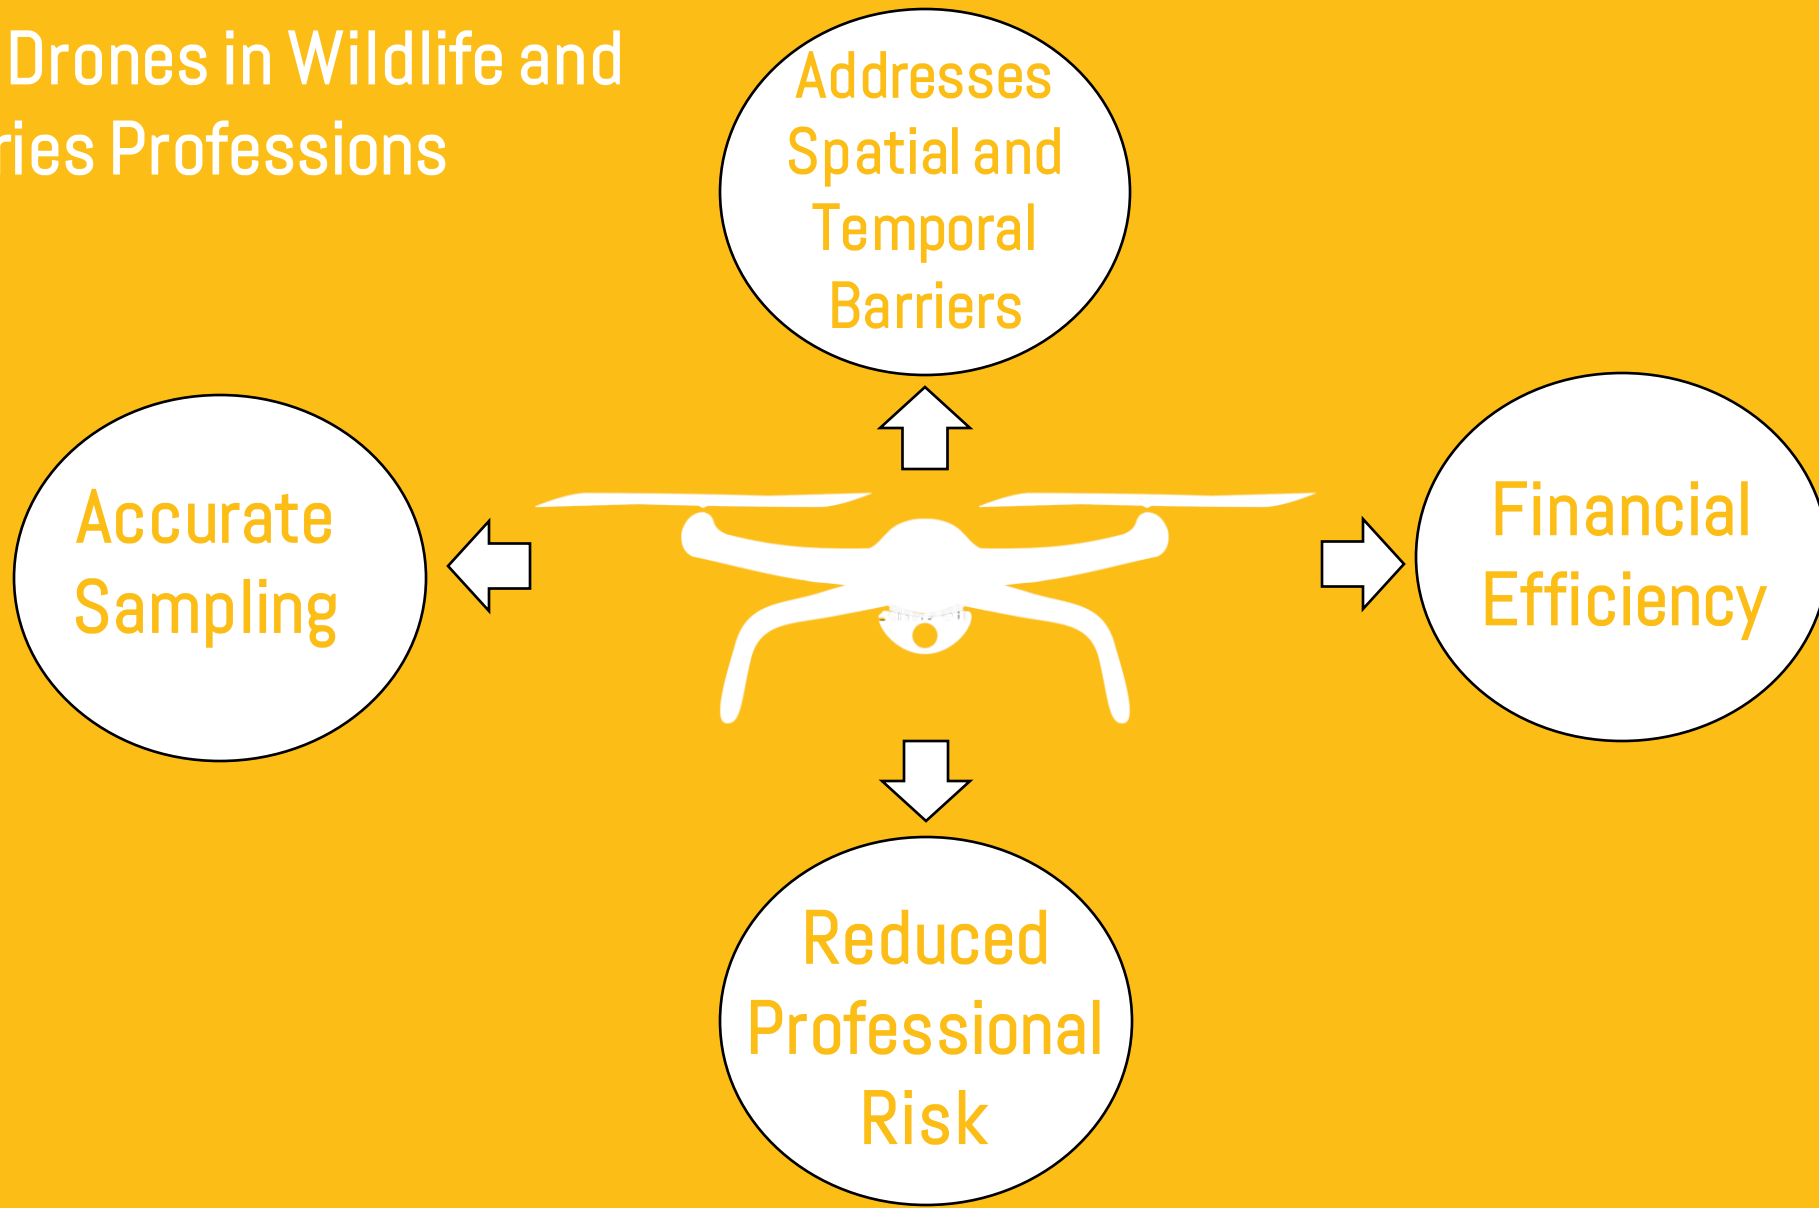 Drones in Wildlife and
ries Professions
Addresses
Spatial and
Temporal
Barriers
Accurate
Sampling
Financial
Efficiency
Reduced
Professional
Risk